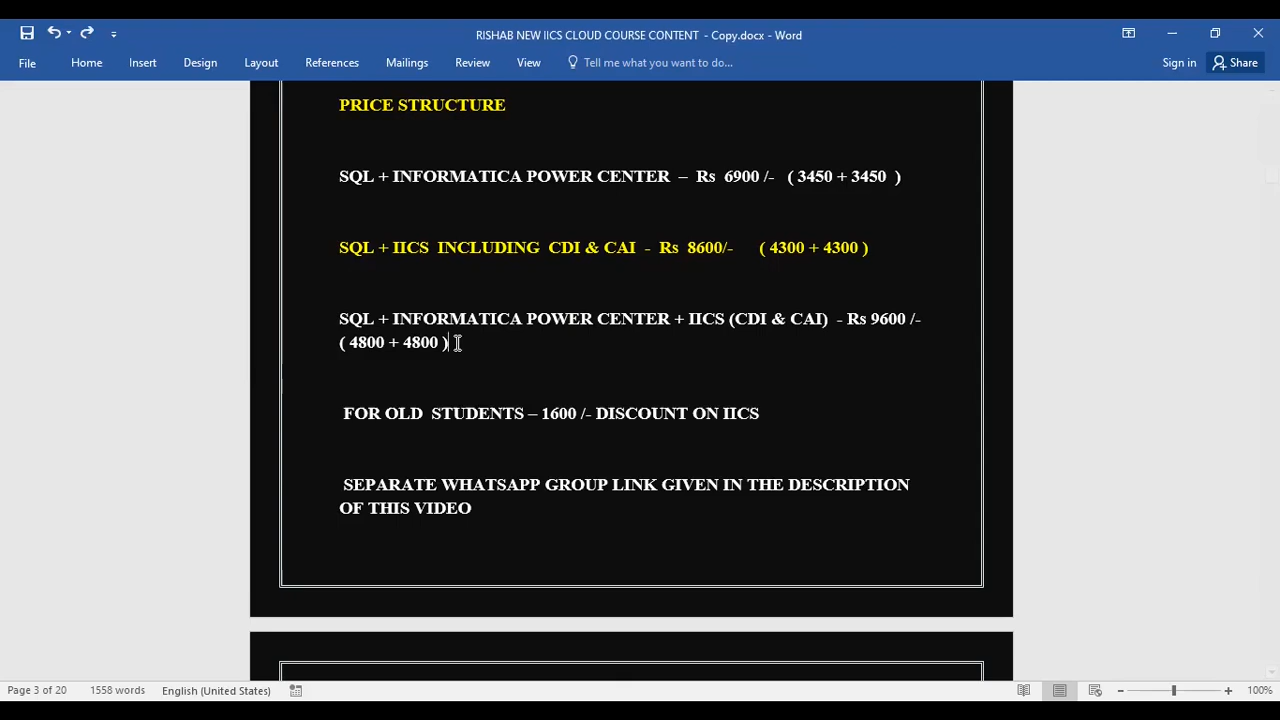 RISHAB NEW IICS CLOUD COURSE CONTENT - Copy.docx - Word
File Home Insert Design Layout References Mailings Review View Tell me what you want to do... Sign in Share
PRICE STRUCTURE
SQL + INFORMATICA POWER CENTER – Rs 6900 /- ( 3450 + 3450 )
SQL + IICS INCLUDING CDI & CAI - Rs 8600/- ( 4300 + 4300 )
SQL + INFORMATICA POWER CENTER + IICS (CDI & CAI) - Rs 9600 /-
( 4800 + 4800 )
FOR OLD STUDENTS – 1600 /- DISCOUNT ON IICS
SEPARATE WHATSAPP GROUP LINK GIVEN IN THE DESCRIPTION
OF THIS VIDEO
Page 3 of 20 1558 words English (United States) 100%